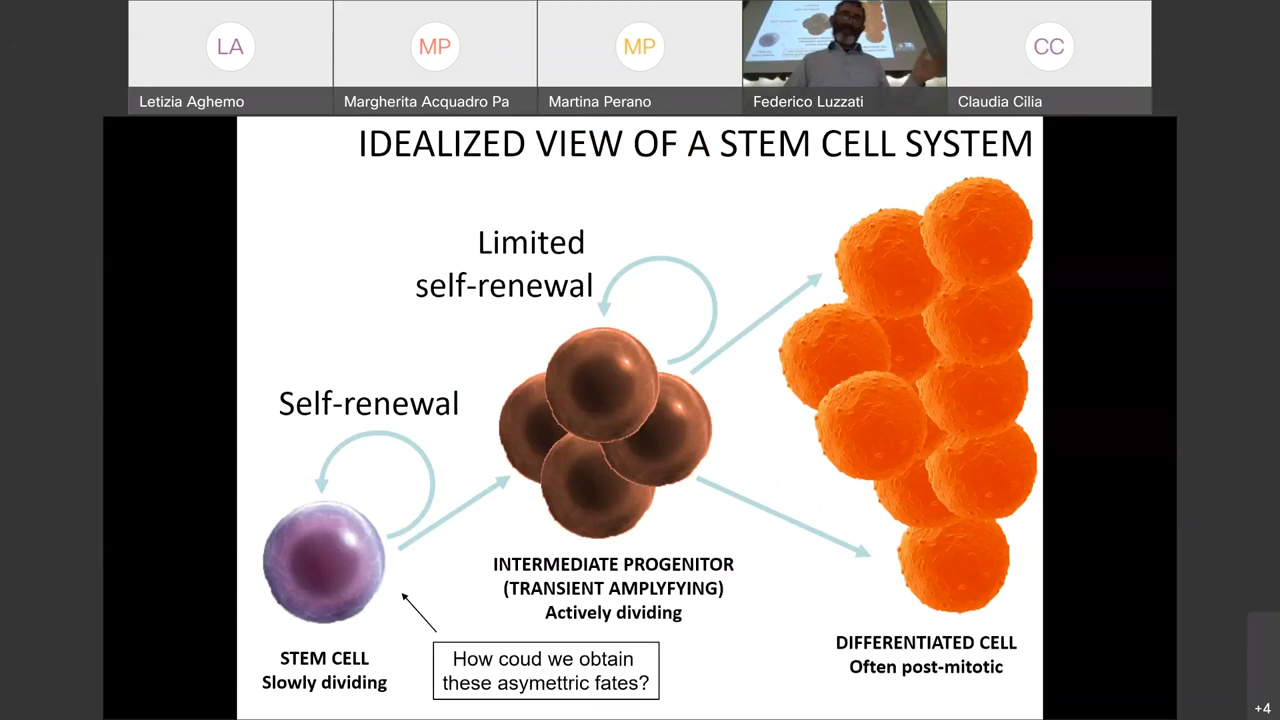 LA
MP
MP
CC
Letizia Aghemo
Margherita Acquadro Pa
Martina Perano
Federico Luzzati
Claudia Cilia
IDEALIZED VIEW OF A STEM CELL SYSTEM
Limited
self-renewal
Self-renewal
INTERMEDIATE PROGENITOR
(TRANSIENT AMPLYFYING)
Actively dividing
STEM CELL
Slowly dividing
How coud we obtain
these asymettric fates?
DIFFERENTIATED CELL
Often post-mitotic
+4